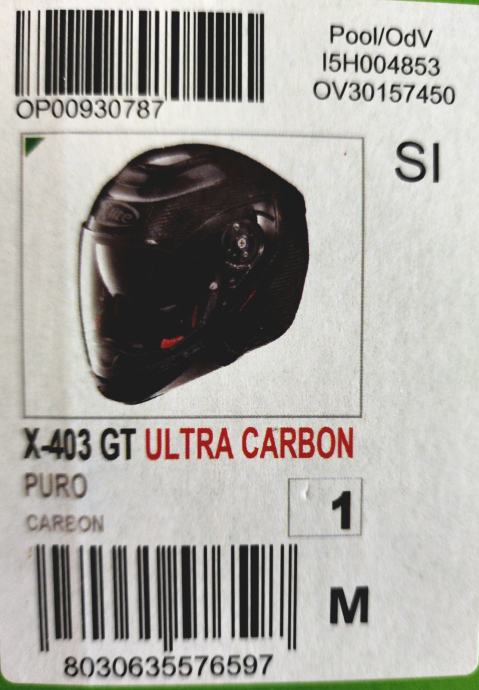 Pool/OdV
I5H004853
OP00930787
OV30157450
SI
X-403 GT ULTRA CARBON
PURO
1
CARBON
M
8030635576597